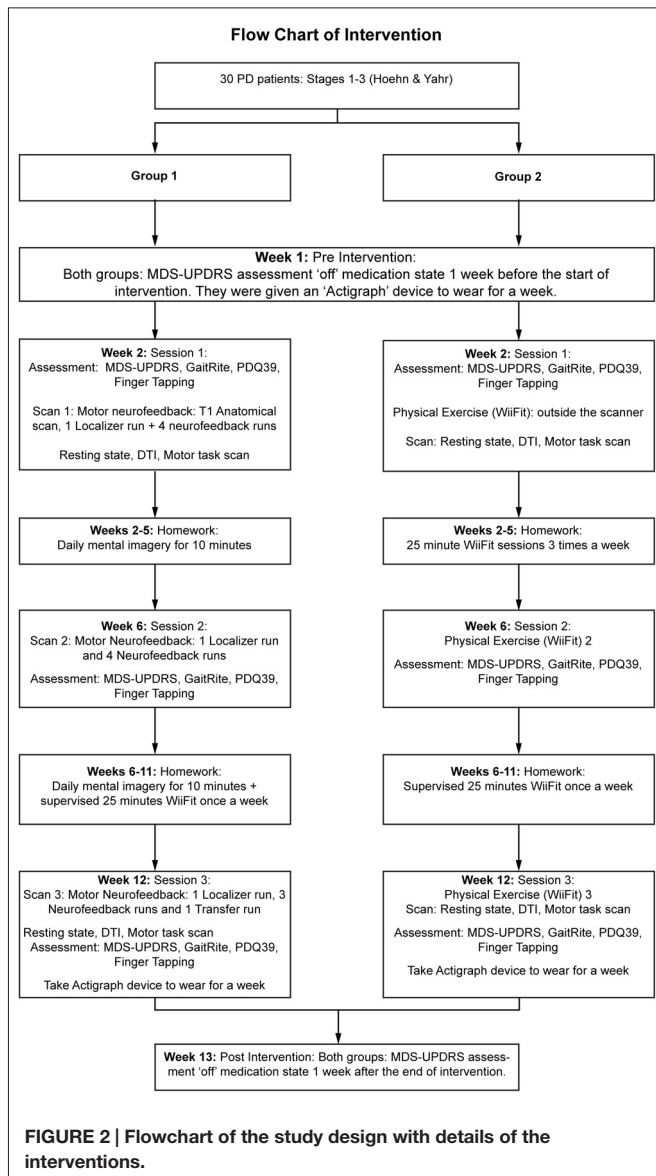 Flow Chart of Intervention
30 PD patients: Stages 1-3 (Hoehn & Yahr)
Group 1
Group 2
Week 1: Pre Intervention:
Both groups: MDS-UPDRS assessment ‘off’ medication state 1 week before the start of
intervention. They were given an ‘Actigraph’ device to wear for a week.
Week 2: Session 1:
Assessment: MDS-UPDRS, GaitRite, PDQ39,
Finger Tapping
Scan 1: Motor neurofeedback: T1 Anatomical
scan, 1 Localizer run + 4 neurofeedback runs
Resting state, DTI, Motor task scan
Week 2: Session 1:
Assessment: MDS-UPDRS, GaitRite, PDQ39,
Finger Tapping
Physical Exercise (WiiFit): outside the scanner
Scan: Resting state, DTI, Motor task scan
Weeks 2-5: Homework:
Daily mental imagery for 10 minutes
Weeks 2-5: Homework:
25 minute WiiFit sessions 3 times a week
Week 6: Session 2:
Scan 2: Motor Neurofeedback: 1 Localizer run
and 4 Neurofeedback runs
Assessment: MDS-UPDRS, GaitRite, PDQ39,
Finger Tapping
Week 6: Session 2:
Physical Exercise (WiiFit) 2
Assessment: MDS-UPDRS, GaitRite, PDQ39,
Finger Tapping
Weeks 6-11: Homework:
Daily mental imagery for 10 minutes +
supervised 25 minutes WiiFit once a week
Weeks 6-11: Homework:
Supervised 25 minutes WiiFit once a week
Week 12: Session 3:
Scan 3: Motor Neurofeedback: 1 Localizer run, 3
Neurofeedback runs and 1 Transfer run
Resting state, DTI, Motor task scan
Assessment: MDS-UPDRS, GaitRite, PDQ39,
Finger Tapping
Take Actigraph device to wear for a week
Week 12: Session 3:
Physical Exercise (WiiFit) 3
Scan: Resting state, DTI, Motor task scan
Assessment: MDS-UPDRS, GaitRite, PDQ39,
Finger Tapping
Take Actigraph device to wear for a week
Week 13: Post Intervention: Both groups: MDS-UPDRS assess-
ment ‘off’ medication state 1 week after the end of intervention.
FIGURE 2 | Flowchart of the study design with details of the
interventions.